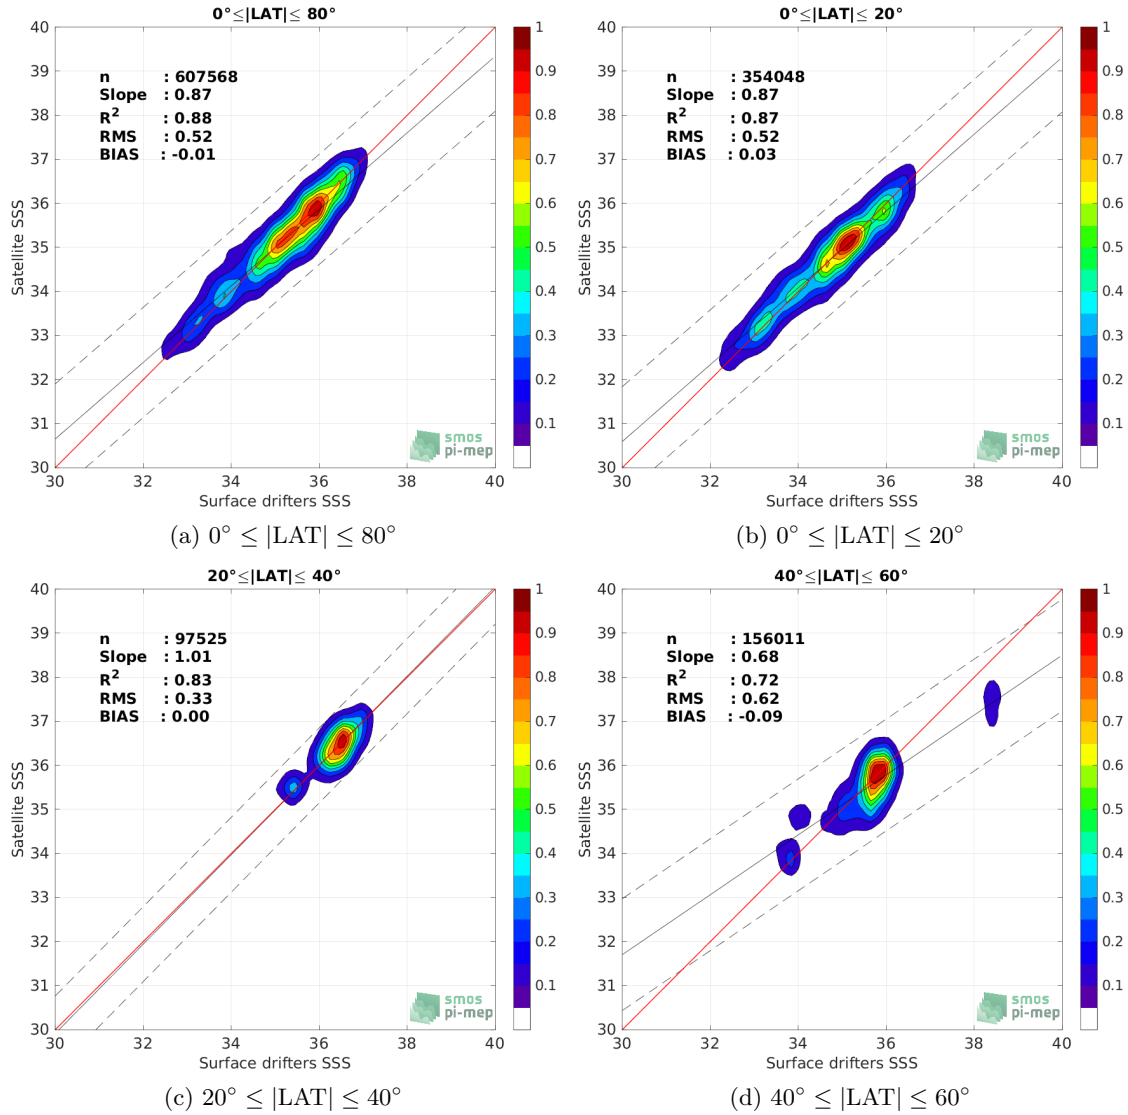 0°≤|LAT|≤ 80°
40
39
38
37
36
35
34
33
32
31
30
Satellite SSS
n : 607568
Slope : 0.87
R² : 0.88
RMS : 0.52
BIAS : -0.01
smos
pi-mep
30 32 34 36 38 40
Surface drifters SSS
1
0.9
0.8
0.7
0.6
0.5
0.4
0.3
0.2
0.1
(a) 0° ≤ |LAT| ≤ 80°
0°≤|LAT|≤ 20°
40
39
38
37
36
35
34
33
32
31
30
Satellite SSS
n : 354048
Slope : 0.87
R² : 0.87
RMS : 0.52
BIAS : 0.03
smos
pi-mep
30 32 34 36 38 40
Surface drifters SSS
1
0.9
0.8
0.7
0.6
0.5
0.4
0.3
0.2
0.1
(b) 0° ≤ |LAT| ≤ 20°
20°≤|LAT|≤ 40°
40
39
38
37
36
35
34
33
32
31
30
Satellite SSS
n : 97525
Slope : 1.01
R² : 0.83
RMS : 0.33
BIAS : 0.00
smos
pi-mep
30 32 34 36 38 40
Surface drifters SSS
1
0.9
0.8
0.7
0.6
0.5
0.4
0.3
0.2
0.1
(c) 20° ≤ |LAT| ≤ 40°
40°≤|LAT|≤ 60°
40
39
38
37
36
35
34
33
32
31
30
Satellite SSS
n : 156011
Slope : 0.68
R² : 0.72
RMS : 0.62
BIAS : -0.09
smos
pi-mep
30 32 34 36 38 40
Surface drifters SSS
1
0.9
0.8
0.7
0.6
0.5
0.4
0.3
0.2
0.1
(d) 40° ≤ |LAT| ≤ 60°